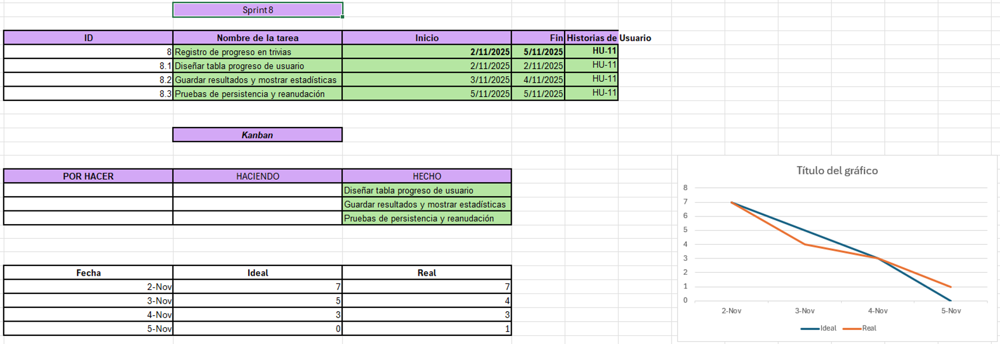 Sprint 8
ID Nombre de la tarea Inicio Fin Historias de Usuario
8 Registro de progreso en trivias 2/11/2025 5/11/2025 HU-11
8.1 Diseñar tabla progreso de usuario 2/11/2025 2/11/2025 HU-11
8.2 Guardar resultados y mostrar estadísticas 3/11/2025 4/11/2025 HU-11
8.3 Pruebas de persistencia y reanudación 5/11/2025 5/11/2025 HU-11
Kanban
POR HACER HACIENDO HECHO
Diseñar tabla progreso de usuario
Guardar resultados y mostrar estadísticas
Pruebas de persistencia y reanudación
Fecha Ideal Real
2-Nov 7 7
3-Nov 5 4
4-Nov 3 3
5-Nov 0 1
Título del gráfico
8
7
6
5
4
3
2
1
0
2-Nov 3-Nov 4-Nov 5-Nov
Ideal Real